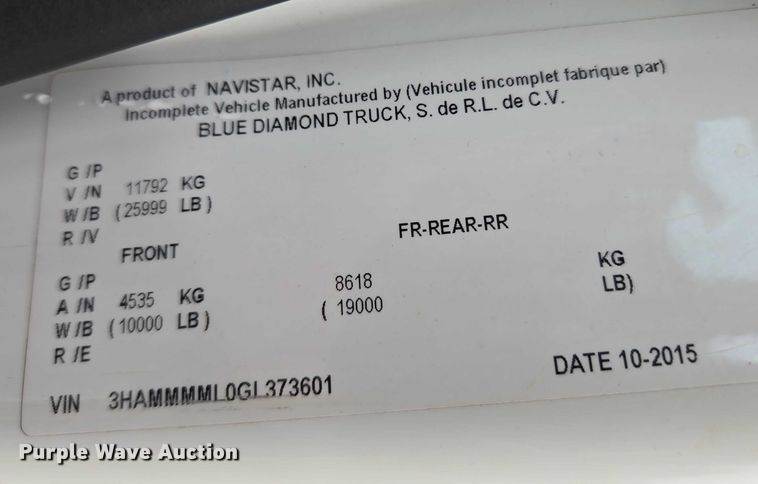 A product of NAVISTAR, INC.
Incomplete Vehicle Manufactured by (Vehicule incomplet fabrique par)
BLUE DIAMOND TRUCK, S. de R.L. de C.V.
G /P
V /N 11792 KG
W/B (25999 LB)
R /V
FRONT FR-REAR-RR
G /P
A /N 4535 KG 8618 KG
W/B (10000 LB) ( 19000 LB)
R /E
VIN 3HAMMMML0GL373601 DATE 10-2015
Purple Wave Auction